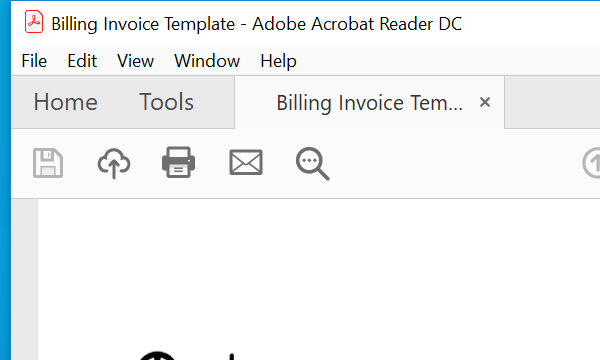 Billing Invoice Template - Adobe Acrobat Reader DC
File Edit View Window Help
Home Tools Billing Invoice Tem... ×